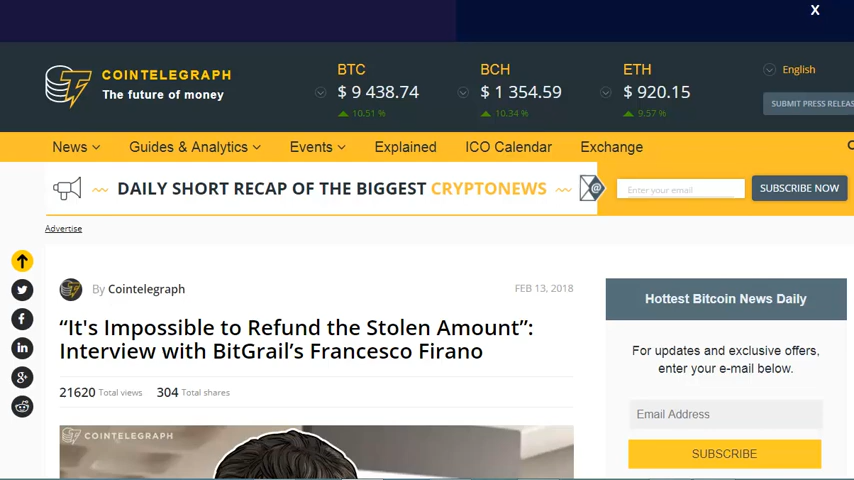 X
COINTELEGRAPH
The future of money
BTC
$ 9 438.74
10.51 %
BCH
$ 1 354.59
10.34 %
ETH
$ 920.15
9.57 %
English
SUBMIT PRESS RELEAS
News
Guides & Analytics
Events
Explained
ICO Calendar
Exchange
DAILY SHORT RECAP OF THE BIGGEST CRYPTONEWS
@
Enter your email
SUBSCRIBE NOW
Advertise
By Cointelegraph
FEB 13, 2018
“It's Impossible to Refund the Stolen Amount”:
Interview with BitGrail’s Francesco Firano
21620 Total views 304 Total shares
COINTELEGRAPH
Hottest Bitcoin News Daily
For updates and exclusive offers,
enter your e-mail below.
Email Address
SUBSCRIBE